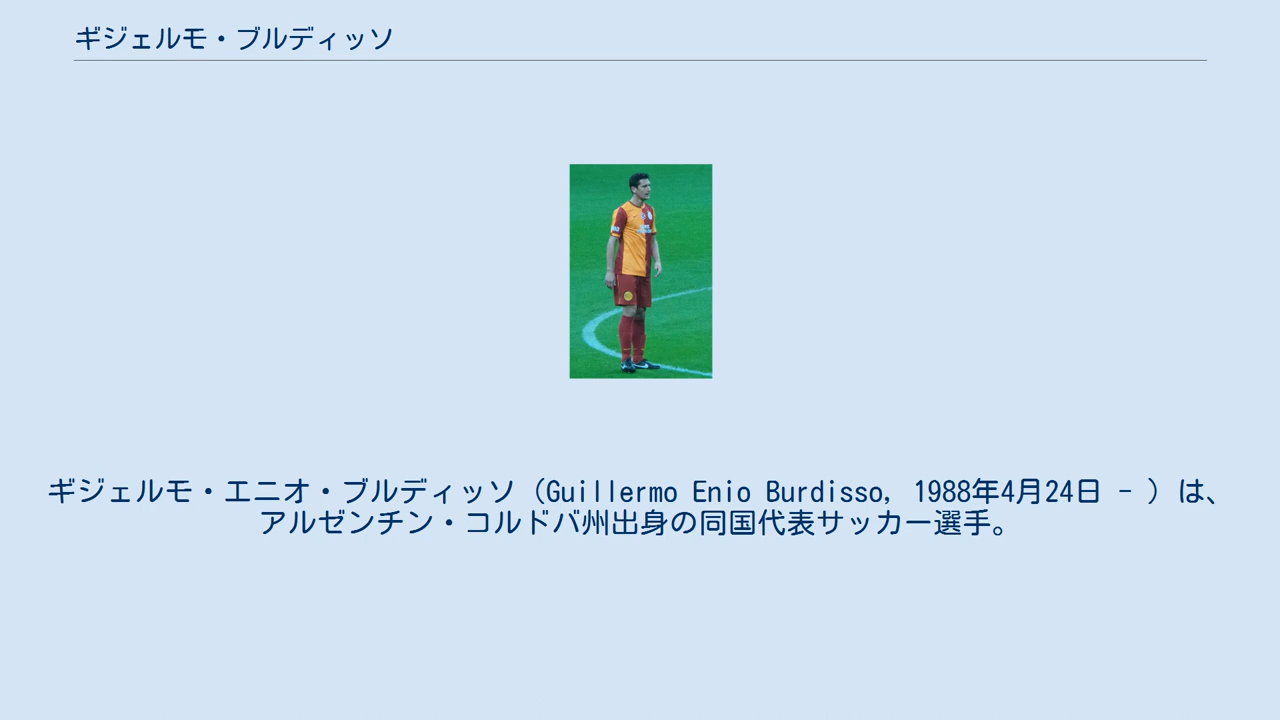 ギジェルモ・ブルディッソ
ギジェルモ・エニオ・ブルディッソ（Guillermo Enio Burdisso, 1988年4月24日 - ）は、
アルゼンチン・コルドバ州出身の同国代表サッカー選手。